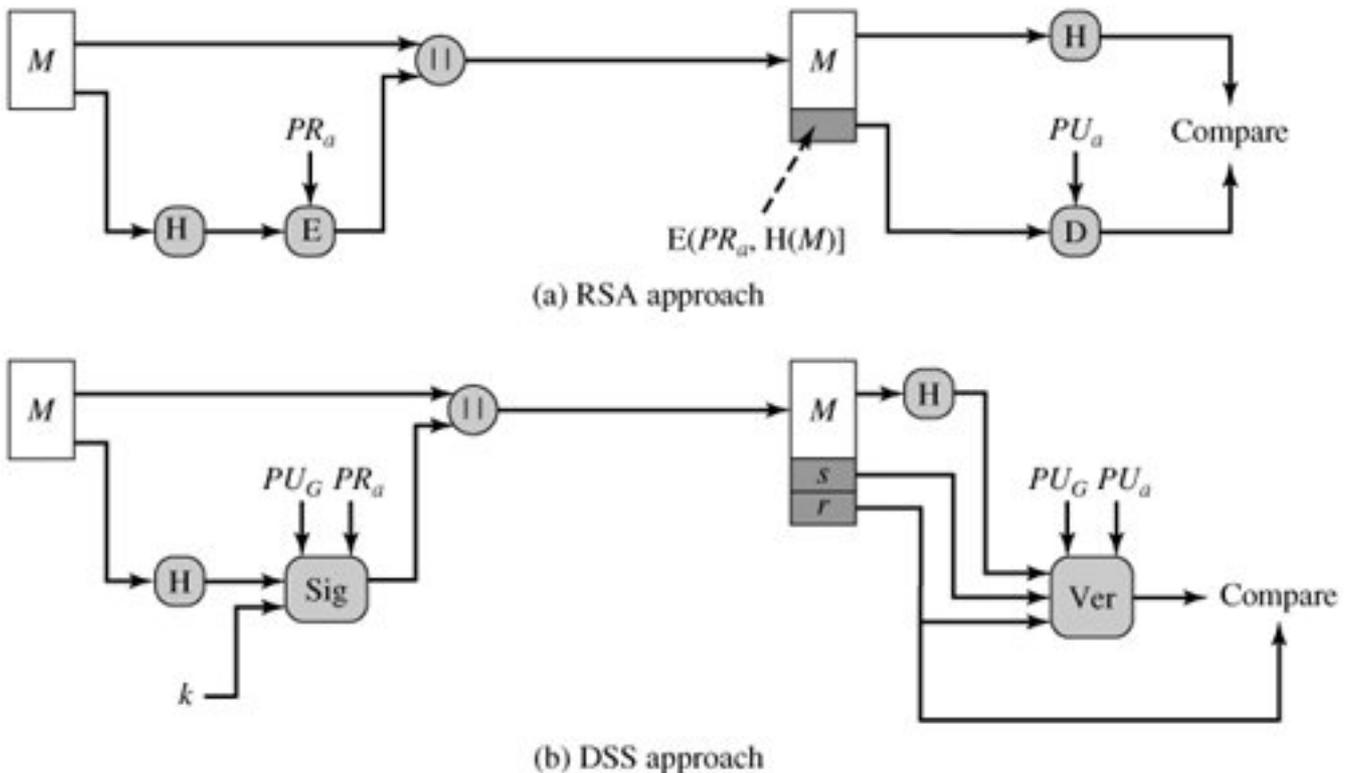 M
| |
PRa
H
E
M
H
PUa
Compare
D
E(PRa, H(M)]
(a) RSA approach
M
| |
PUG PRa
H
Sig
k
M
s
r
H
PUG PUa
Ver
Compare
(b) DSS approach